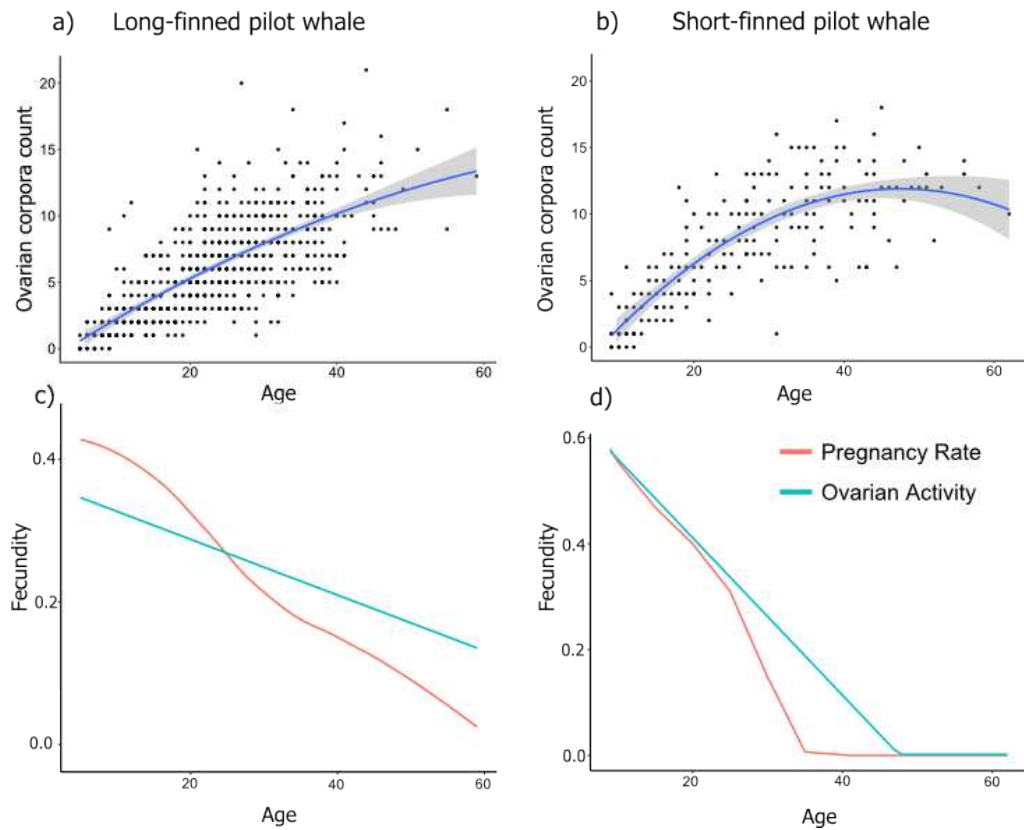 a) Long-finned pilot whale
b) Short-finned pilot whale
Ovarian corpora count
20
15
10
5
0
20
40
60
Age
Ovarian corpora count
20
15
10
5
0
20
40
60
Age
c)
Fecundity
0.4
0.2
0.0
20
40
60
Age
d)
Fecundity
0.6
0.4
0.2
0.0
Pregnancy Rate
Ovarian Activity
20
40
60
Age